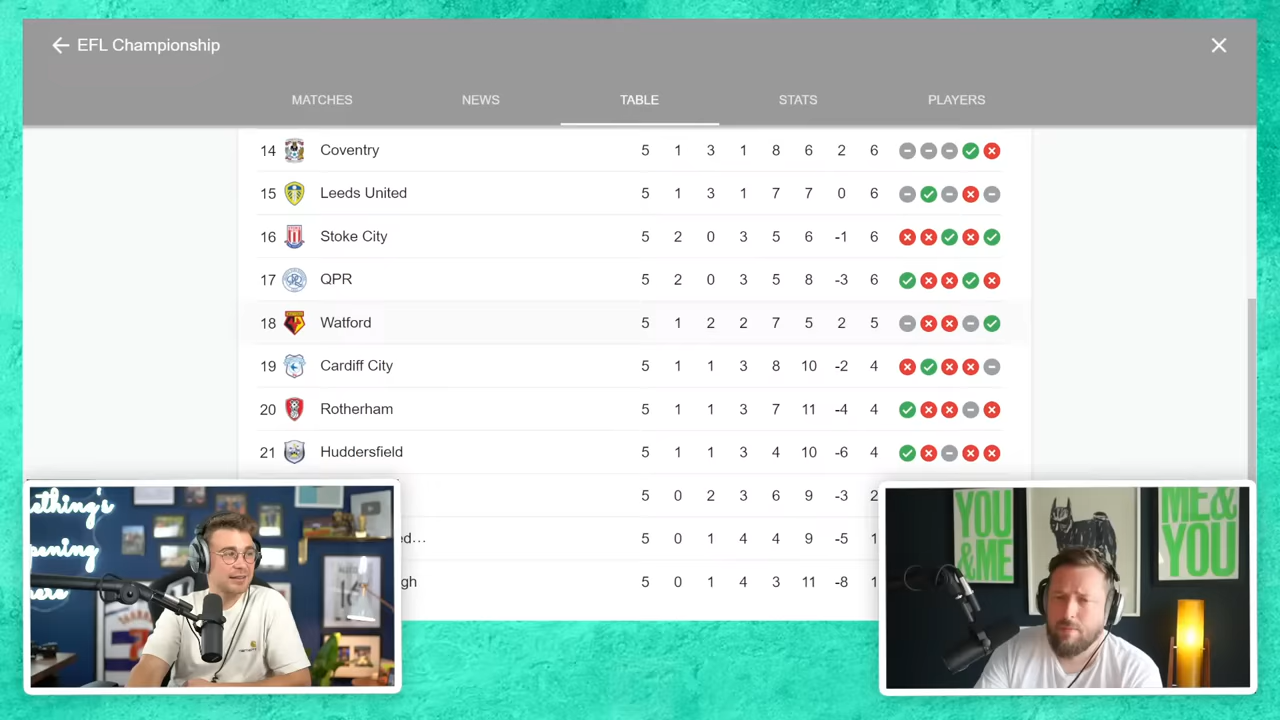 EFL Championship
MATCHES NEWS TABLE STATS PLAYERS
14 Coventry 5 1 3 1 8 6 2 6
15 Leeds United 5 1 3 1 7 7 0 6
16 Stoke City 5 2 0 3 5 6 -1 6
17 QPR 5 2 0 3 5 8 -3 6
18 Watford 5 1 2 2 7 5 2 5
19 Cardiff City 5 1 1 3 8 10 -2 4
20 Rotherham 5 1 1 3 7 11 -4 4
21 Huddersfield 5 1 1 3 4 10 -6 4
5 0 2 3 6 9 -3 2
ed... 5 0 1 4 4 9 -5 1
gh 5 0 1 4 3 11 -8 1
ething's
pening
here
YOU
&ME
ME&
YOU